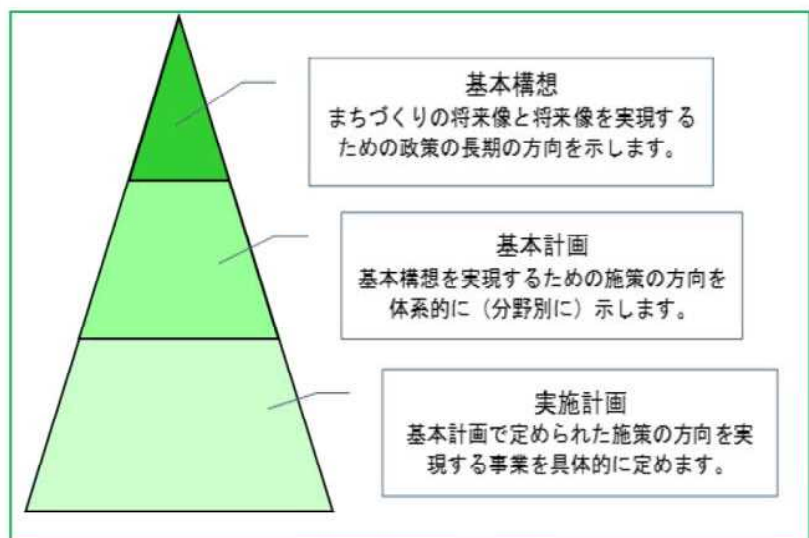 基本構想
まちづくりの将来像と将来像を実現する
ための政策の長期の方向を示します。
基本計画
基本構想を実現するための施策の方向を
体系的に（分野別に）示します。
実施計画
基本計画で定められた施策の方向を実
現する事業を具体的に定めます。